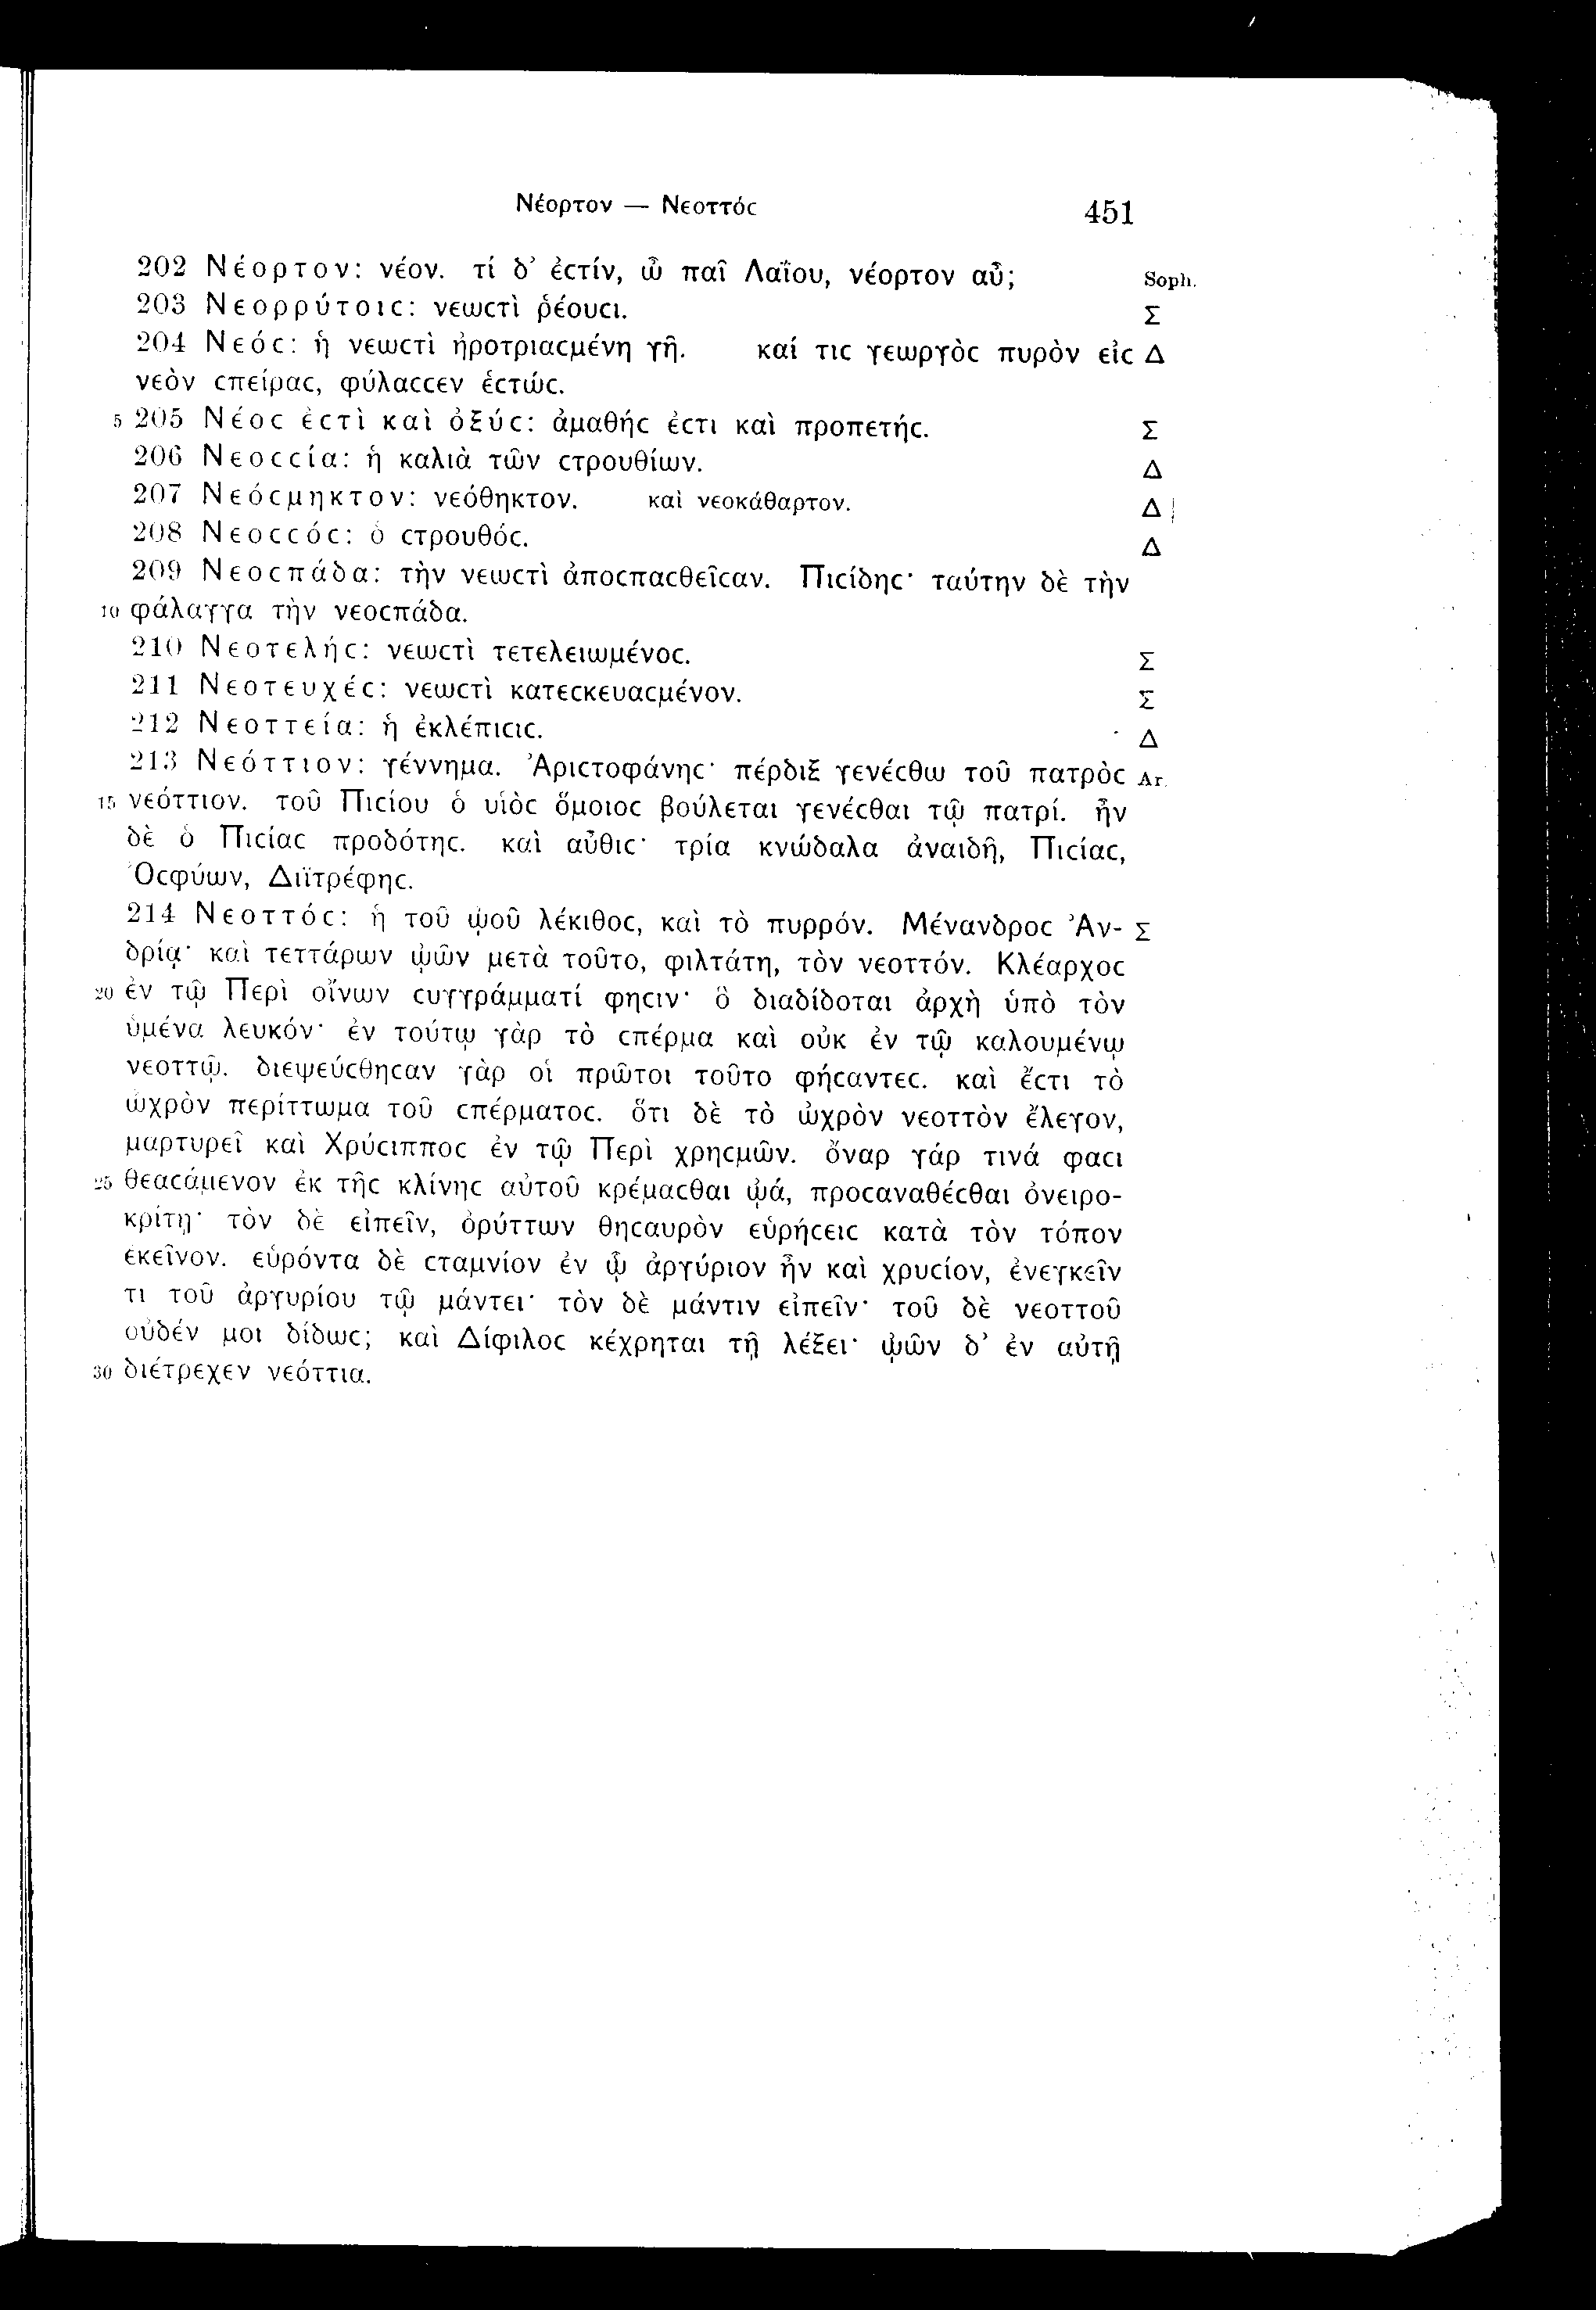 Νέορτον — Νεοττόϲ 451
202 Νέορτον: νέον. τί δ’ ἐϲτίν, ὦ παῖ Λαΐου, νέορτον αὖ; Soph.
203 Νεορρύτοιϲ: νεωϲτὶ ῥέουϲι. Σ
204 Νεόϲ: ἡ νεωϲτὶ ἠροτριαϲμένη γῆ. καί τιϲ γεωργὸϲ πυρὸν εἰϲ Δ
νεὸν ϲπείραϲ, φύλαϲϲεν ἑϲτώϲ.
5 205 Νέοϲ ἐϲτὶ καὶ ὀξύϲ: ἀμαθήϲ ἐϲτι καὶ προπετήϲ. Σ
206 Νεοϲϲία: ἡ καλιὰ τῶν ϲτρουθίων. Δ
207 Νεόϲμηκτον: νεόθηκτον. καὶ νεοκάθαρτον. Δ
208 Νεοϲϲόϲ: ὁ ϲτρουθόϲ. Δ
209 Νεοϲπάδα: τὴν νεωϲτὶ ἀποϲπαϲθεῖϲαν. Πιϲίδηϲ· ταύτην δὲ τὴν
10 φάλαγγα τὴν νεοϲπάδα.
210 Νεοτελήϲ: νεωϲτὶ τετελειωμένοϲ. Σ
211 Νεοτευχέϲ: νεωϲτὶ κατεϲκευαϲμένον. Σ
212 Νεοττεία: ἡ ἐκλέπιϲιϲ. Δ
213 Νεόττιον: γέννημα. Ἀριϲτοφάνηϲ· πέρδιξ γενέϲθω τοῦ πατρὸϲ Ar.
15 νεόττιον. τοῦ Πιϲίου ὁ υἱὸϲ ὅμοιοϲ βούλεται γενέϲθαι τῷ πατρί. ἦν
δὲ ὁ Πιϲίαϲ προδότηϲ. καὶ αὖθιϲ· τρία κνώδαλα ἀναιδῆ, Πιϲίαϲ,
Ὀϲφύων, Διϊτρέφηϲ.
214 Νεοττόϲ: ἡ τοῦ ᾠοῦ λέκιθοϲ, καὶ τὸ πυρρόν. Μένανδροϲ Ἀν- Σ
δρίᾳ· καὶ τεττάρων ᾠῶν μετὰ τοῦτο, φιλτάτη, τὸν νεοττόν. Κλέαρχοϲ
20 ἐν τῷ Περὶ οἴνων ϲυγγράμματί φηϲιν· ὃ διαδίδοται ἀρχὴ ὑπὸ τὸν
ὑμένα λευκόν· ἐν τούτῳ γὰρ τὸ ϲπέρμα καὶ οὐκ ἐν τῷ καλουμένῳ
νεοττῷ. διεψεύϲθηϲαν γὰρ οἱ πρῶτοι τοῦτο φήϲαντεϲ. καὶ ἔϲτι τὸ
ὠχρὸν περίττωμα τοῦ ϲπέρματοϲ. ὅτι δὲ τὸ ὠχρὸν νεοττὸν ἔλεγον,
μαρτυρεῖ καὶ Χρύϲιπποϲ ἐν τῷ Περὶ χρηϲμῶν. ὄναρ γάρ τινά φαϲι
25 θεαϲάμενον ἐκ τῆϲ κλίνηϲ αὐτοῦ κρέμαϲθαι ᾠά, προϲαναθέϲθαι ὀνειρο-
κρίτῃ· τὸν δὲ εἰπεῖν, ὀρύττων θηϲαυρὸν εὑρήϲειϲ κατὰ τὸν τόπον
ἐκεῖνον. εὑρόντα δὲ ϲταμνίον ἐν ᾧ ἀργύριον ἦν καὶ χρυϲίον, ἐνεγκεῖν
τι τοῦ ἀργυρίου τῷ μάντει· τὸν δὲ μάντιν εἰπεῖν· τοῦ δὲ νεοττοῦ
οὐδέν μοι δίδωϲ; καὶ Δίφιλοϲ κέχρηται τῇ λέξει· ᾠῶν δ’ ἐν αὐτῇ
30 διέτρεχεν νεόττια.